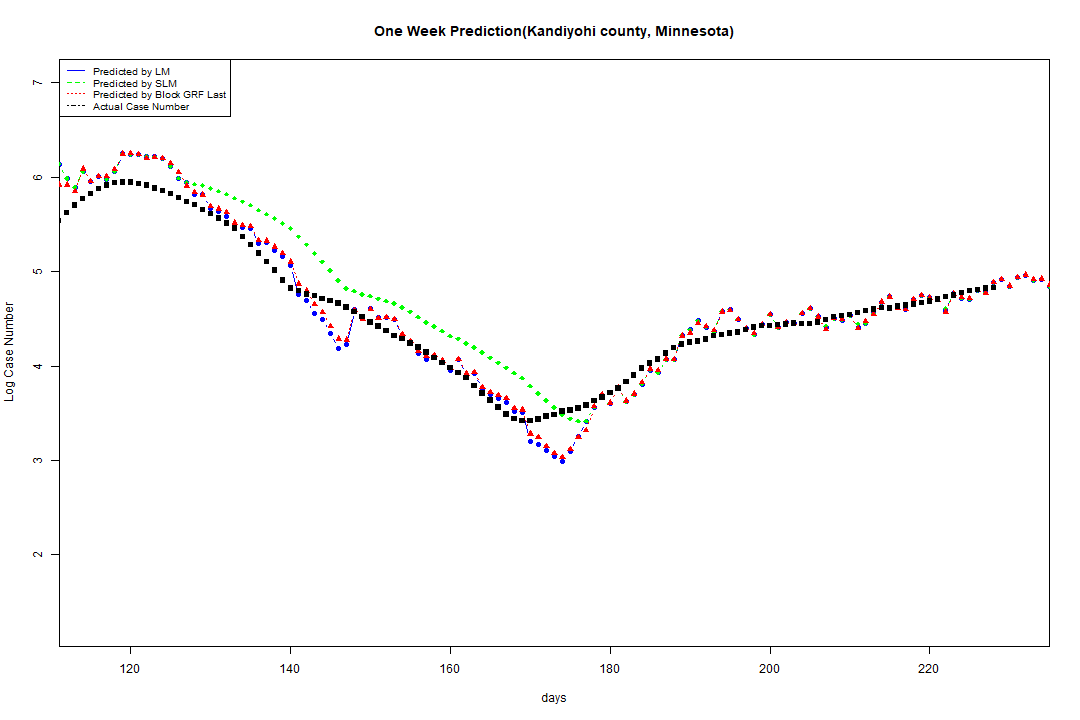 One Week Prediction(Kandiyohi county, Minnesota)
Predicted by LM
Predicted by SLM
Predicted by Block GRF Last
Actual Case Number
7
6
5
4
3
2
Log Case Number
120 140 160 180 200 220
days